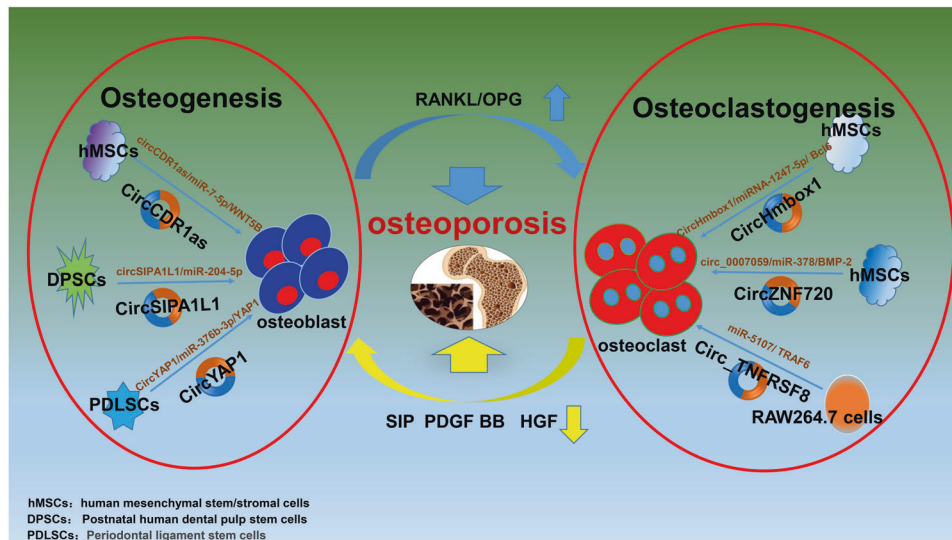 Osteogenesis
RANKL/OPG
Osteoclastogenesis
hMSCs
circCDR1as/miR-7-5p/WNT5B
CircCDR1as
hMSCs
CircHmbox1/miRNA-1247-5p/ Bcl6
CircHmbox1
osteoporosis
DPSCs
circSIPA1L1/miR-204-5p
CircSIPA1L1
osteoblast
circ_0007059/miR-378/BMP-2
hMSCs
CircZNF720
PDLSCs
CircYAP1/miR-376b-3p/YAP1
CircYAP1
osteoclast
miR-5107/ TRAF6
Circ_TNFRSF8
RAW264.7 cells
SIP PDGF BB HGF
hMSCs: human mesenchymal stem/stromal cells
DPSCs: Postnatal human dental pulp stem cells
PDLSCs: Periodontal ligament stem cells